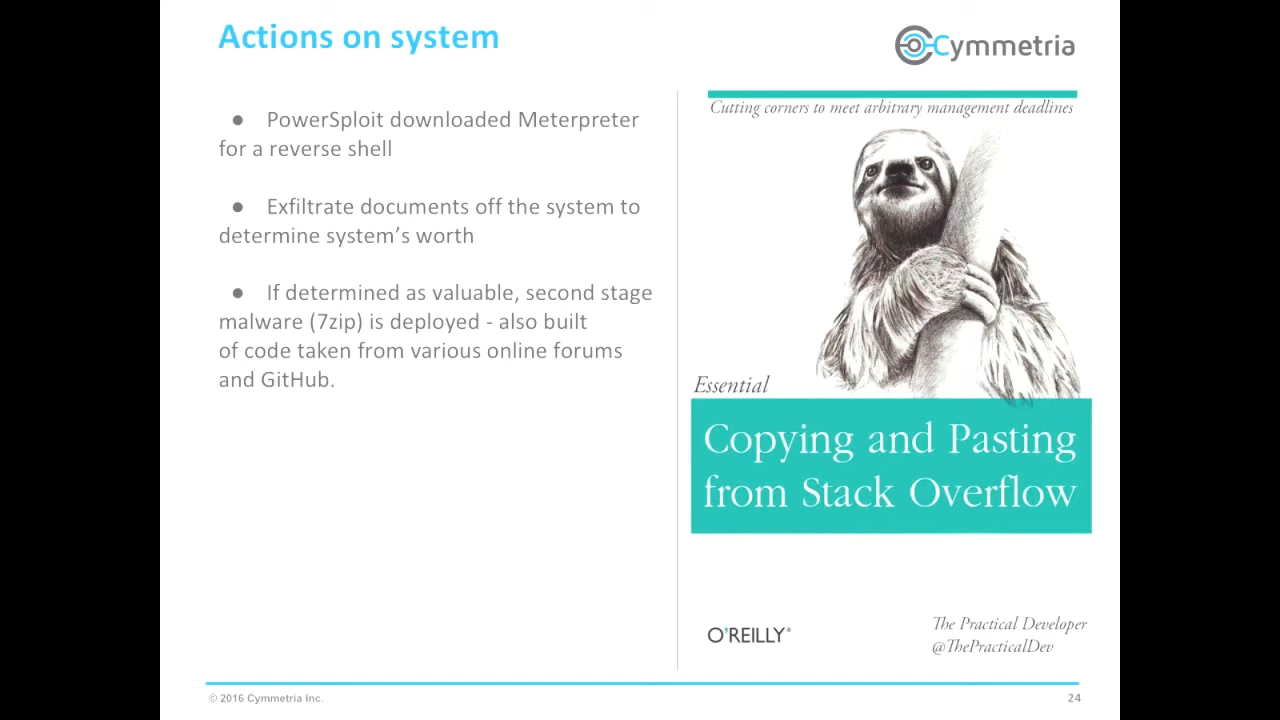 Actions on system
Cymmetria
● PowerSploit downloaded Meterpreter
for a reverse shell
● Exfiltrate documents off the system to
determine system's worth
● If determined as valuable, second stage
malware (7zip) is deployed - also built
of code taken from various online forums
and GitHub.
Cutting corners to meet arbitrary management deadlines
Essential
Copying and Pasting
from Stack Overflow
O'REILLY®
The Practical Developer
@ThePracticalDev
© 2016 Cymmetria Inc.
24